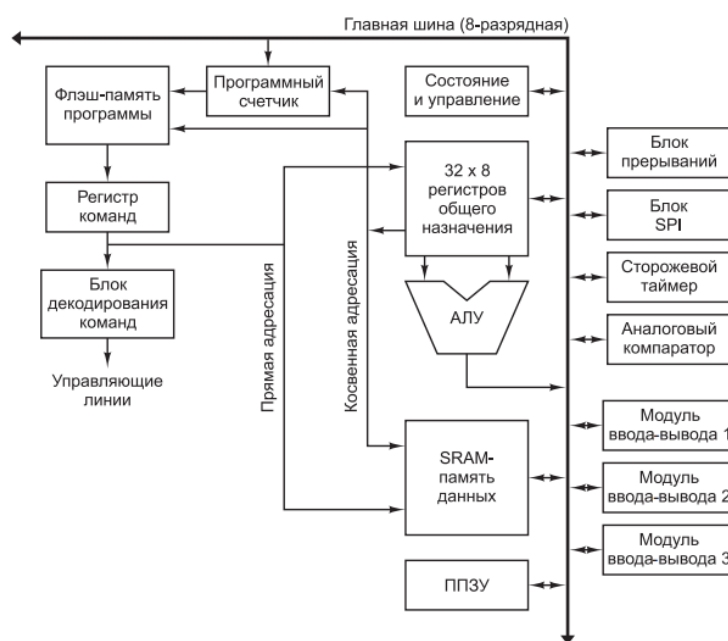 Главная шина (8-разрядная)
Флэш-память
программы
Программный
счетчик
Состояние
и управление
Блок
прерываний
32 x 8
регистров
общего
назначения
Регистр
команд
Блок
SPI
Блок
декодирования
команд
Прямая адресация
Косвенная адресация
АЛУ
Сторожевой
таймер
Аналоговый
компаратор
Управляющие
линии
SRAM-
память
данных
Модуль
ввода-вывода 1
Модуль
ввода-вывода 2
Модуль
ввода-вывода 3
ППЗУ